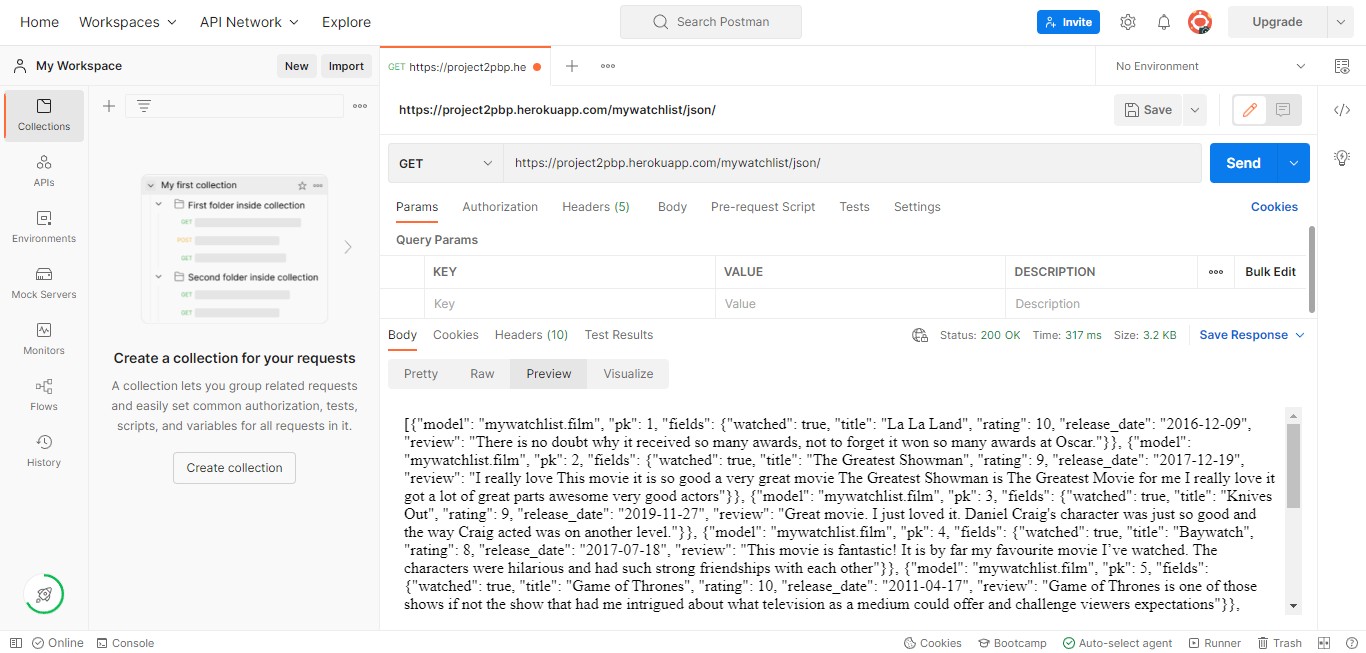 Home Workspaces API Network Explore Search Postman Invite Upgrade
My Workspace New Import GET https://project2pbp.he No Environment
Collections
APIs
Environments
Mock Servers
Monitors
Flows
History
My first collection
First folder inside collection
GET
POST
GET
Second folder inside collection
GET
GET
Create a collection for your requests
A collection lets you group related requests
and easily set common authorization, tests,
scripts, and variables for all requests in it.
Create collection
https://project2pbp.herokuapp.com/mywatchlist/json/ Save
GET https://project2pbp.herokuapp.com/mywatchlist/json/ Send
Params Authorization Headers (5) Body Pre-request Script Tests Settings Cookies
Query Params
KEY VALUE DESCRIPTION Bulk Edit
Key Value Description
Body Cookies Headers (10) Test Results Status: 200 OK Time: 317 ms Size: 3.2 KB Save Response
Pretty Raw Preview Visualize
[{"model": "mywatchlist.film", "pk": 1, "fields": {"watched": true, "title": "La La Land", "rating": 10, "release_date": "2016-12-09",
"review": "There is no doubt why it received so many awards, not to forget it won so many awards at Oscar."}}, {"model":
"mywatchlist.film", "pk": 2, "fields": {"watched": true, "title": "The Greatest Showman", "rating": 9, "release_date": "2017-12-19",
"review": "I really love This movie it is so good a very great movie The Greatest Showman is The Greatest Movie for me I really love it
got a lot of great parts awesome very good actors"}}, {"model": "mywatchlist.film", "pk": 3, "fields": {"watched": true, "title": "Knives
Out", "rating": 9, "release_date": "2019-11-27", "review": "Great movie. I just loved it. Daniel Craig's character was just so good and
the way Craig acted was on another level."}}, {"model": "mywatchlist.film", "pk": 4, "fields": {"watched": true, "title": "Baywatch",
"rating": 8, "release_date": "2017-07-18", "review": "This movie is fantastic! It is by far my favourite movie I’ve watched. The
characters were hilarious and had such strong friendships with each other"}}, {"model": "mywatchlist.film", "pk": 5, "fields":
{"watched": true, "title": "Game of Thrones", "rating": 10, "release_date": "2011-04-17", "review": "Game of Thrones is one of those
shows if not the show that had me intrigued about what television as a medium could offer and challenge viewers expectations"}},
Online Console Cookies Bootcamp Auto-select agent Runner Trash